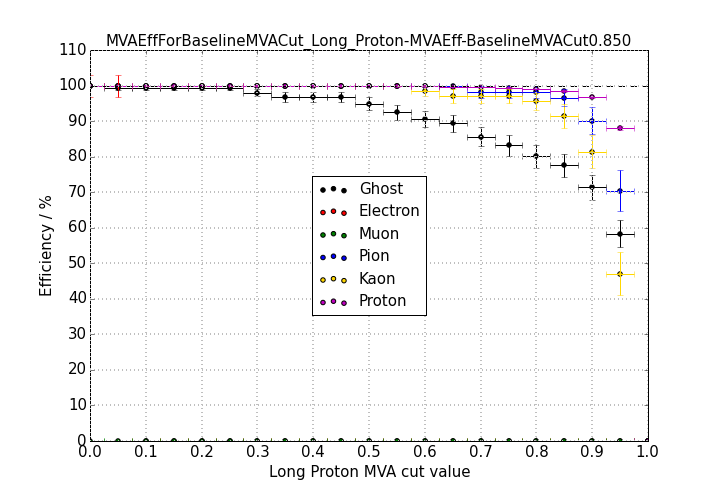 MVAEffForBaselineMVACut_Long_Proton-MVAEff-BaselineMVACut0.850
110
100
90
80
70
60
50
40
30
20
10
0
Efficiency / %
Ghost
Electron
Muon
Pion
Kaon
Proton
0.0 0.1 0.2 0.3 0.4 0.5 0.6 0.7 0.8 0.9 1.0
Long Proton MVA cut value